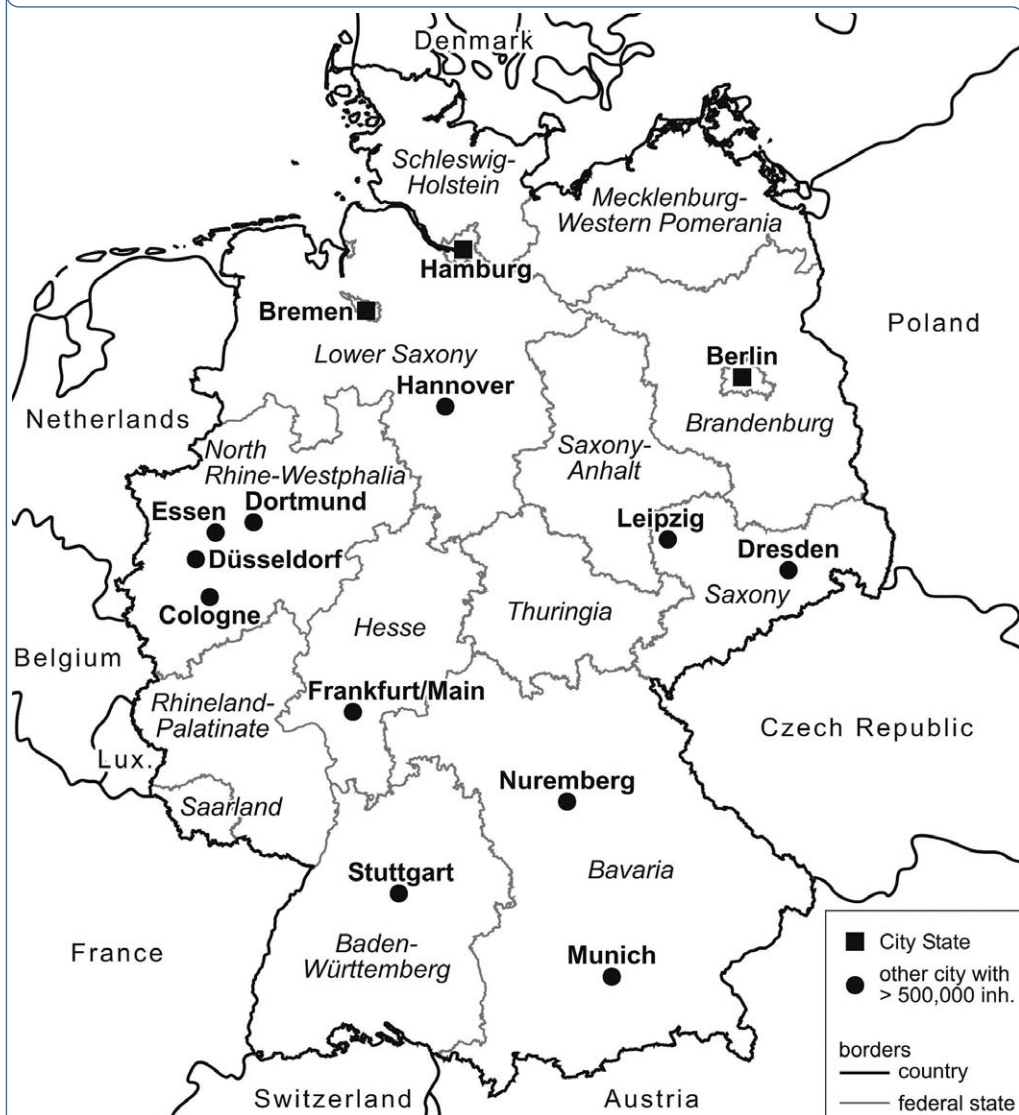 Denmark
Schleswig-
Holstein
Mecklenburg-
Western Pomerania
Hamburg
Bremen
Poland
Lower Saxony
Berlin
Hannover
Netherlands
Brandenburg
North
Rhine-Westphalia
Saxony-
Anhalt
Essen
Dortmund
Leipzig
Düsseldorf
Dresden
Cologne
Hesse
Thuringia
Saxony
Belgium
Rhineland-
Palatinate
Frankfurt/Main
Czech Republic
Lux.
Nuremberg
Saarland
Stuttgart
Bavaria
France
Baden-
Württemberg
Munich
City State
other city with
> 500,000 inh.
borders
country
federal state
Switzerland
Austria